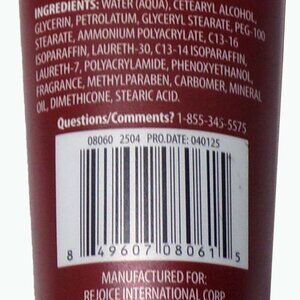 INGREDIENTS: WATER (AQUA), CETEARYL ALCOHOL,
GLYCERIN, PETROLATUM, GLYCERYL STEARATE, PEG-100
STEARATE, AMMONIUM POLYACRYLATE, C13-16
ISOPARAFFIN, LAURETH-30, C13-14 ISOPARAFFIN,
LAURETH-7, POLYACRYLAMIDE, PHENOXYETHANOL,
FRAGRANCE, METHYLPARABEN, CARBOMER, MINERAL
OIL, DIMETHICONE, STEARIC ACID.
Questions/Comments? 1-855-345-5575
08060 2504 PRO.DATE: 040125
8 49607 08061 5
MANUFACTURED FOR:
REJOICE INTERNATIONAL CORP.